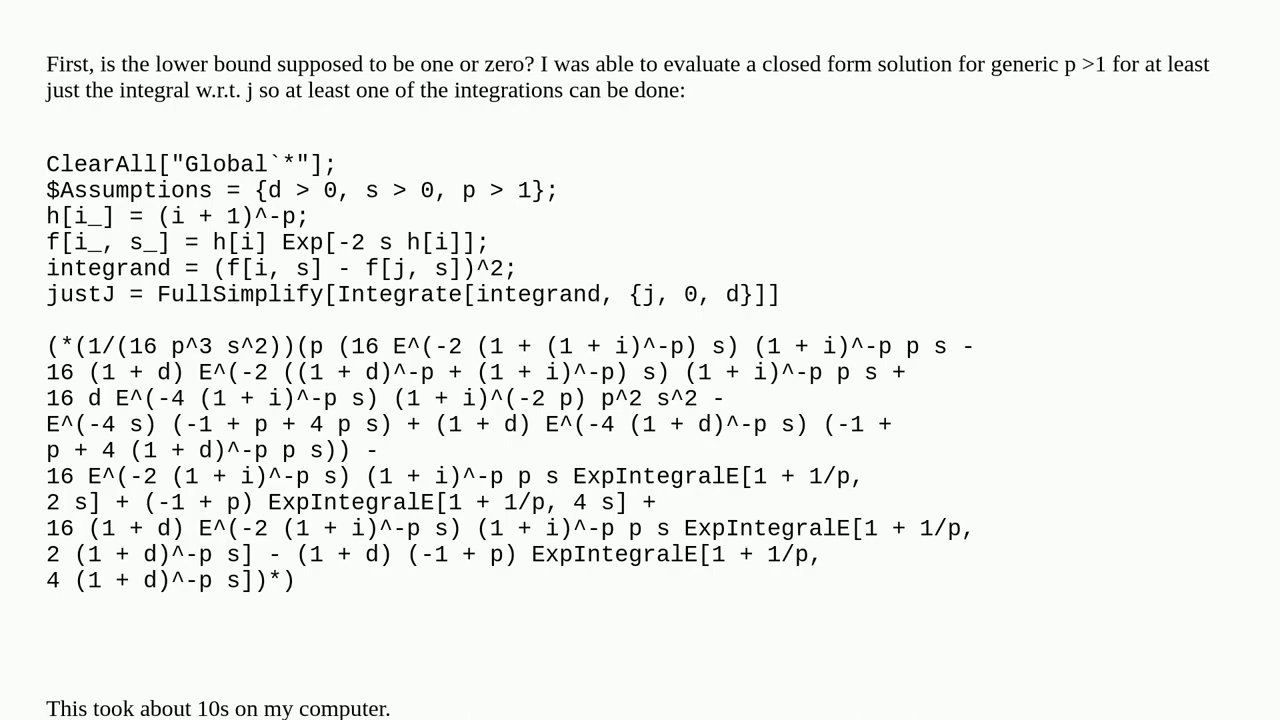 First, is the lower bound supposed to be one or zero? I was able to evaluate a closed form solution for generic p >1 for at least
just the integral w.r.t. j so at least one of the integrations can be done:
ClearAll["Global`*"];
$Assumptions = {d > 0, s > 0, p > 1};
h[i_] = (i + 1)^-p;
f[i_, s_] = h[i] Exp[-2 s h[i]];
integrand = (f[i, s] - f[j, s])^2;
justJ = FullSimplify[Integrate[integrand, {j, 0, d}]]
(*(1/(16 p^3 s^2))(p (16 E^(-2 (1 + (1 + i)^-p) s) (1 + i)^-p p s -
16 (1 + d) E^(-2 ((1 + d)^-p + (1 + i)^-p) s) (1 + i)^-p p s +
16 d E^(-4 (1 + i)^-p s) (1 + i)^(-2 p) p^2 s^2 -
E^(-4 s) (-1 + p + 4 p s) + (1 + d) E^(-4 (1 + d)^-p s) (-1 +
p + 4 (1 + d)^-p p s)) -
16 E^(-2 (1 + i)^-p s) (1 + i)^-p p s ExpIntegralE[1 + 1/p,
2 s] + (-1 + p) ExpIntegralE[1 + 1/p, 4 s] +
16 (1 + d) E^(-2 (1 + i)^-p s) (1 + i)^-p p s ExpIntegralE[1 + 1/p,
2 (1 + d)^-p s] - (1 + d) (-1 + p) ExpIntegralE[1 + 1/p,
4 (1 + d)^-p s])*)
This took about 10s on my computer.